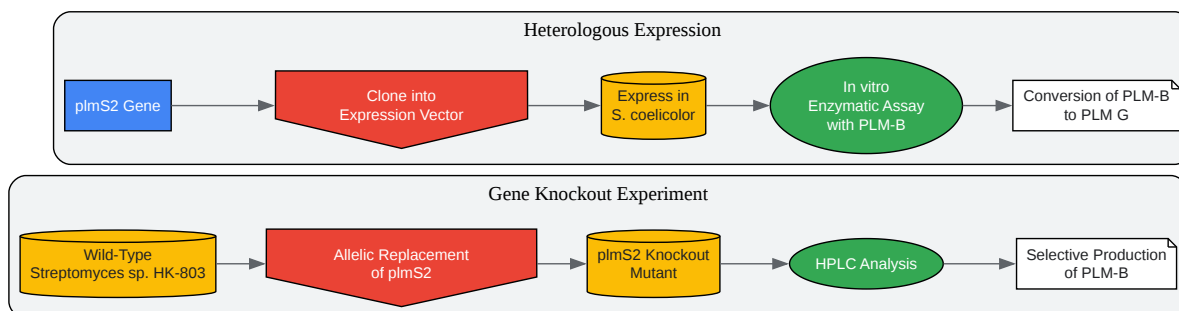 Heterologous Expression
plmS2 Gene
Clone into
Expression Vector
Express in
S. coelicolor
In vitro
Enzymatic Assay
with PLM-B
Conversion of PLM-B
to PLM G
Gene Knockout Experiment
Wild-Type
Streptomyces sp. HK-803
Allelic Replacement
of plmS2
plmS2 Knockout
Mutant
HPLC Analysis
Selective Production
of PLM-B